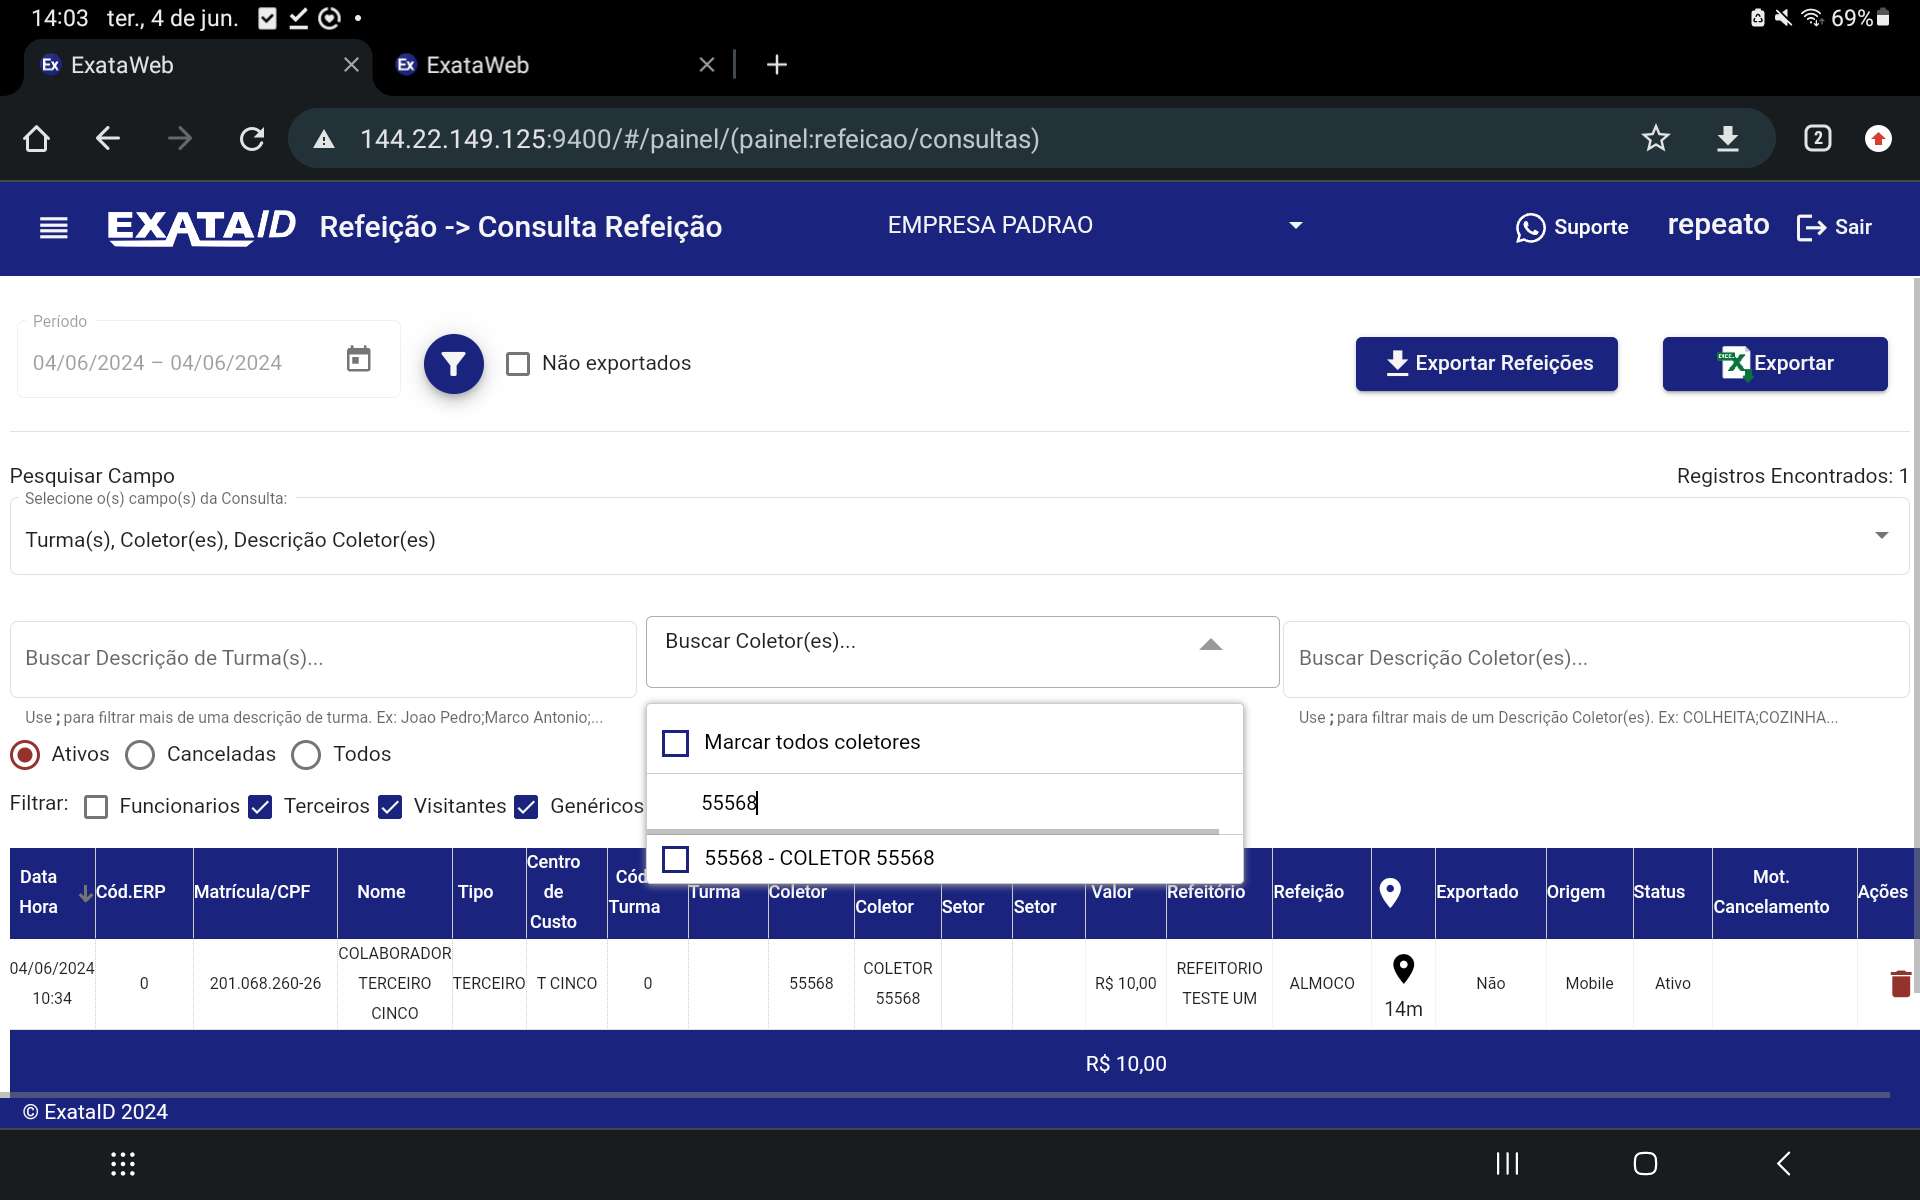 14:03 ter., 4 de jun.
69%
Ex ExataWeb
Ex ExataWeb
144.22.149.125:9400/#/painel/(painel:refeicao/consultas)
2
EXATA/ID Refeição -> Consulta Refeição
EMPRESA PADRAO
Suporte
repeato
Sair
Período
04/06/2024 – 04/06/2024
Não exportados
Exportar Refeições
Exportar
Pesquisar Campo
Registros Encontrados: 1
Selecione o(s) campo(s) da Consulta:
Turma(s), Coletor(es), Descrição Coletor(es)
Buscar Descrição de Turma(s)...
Buscar Coletor(es)...
Buscar Descrição Coletor(es)...
Use ; para filtrar mais de uma descrição de turma. Ex: Joao Pedro;Marco Antonio;...
Use ; para filtrar mais de um Descrição Coletor(es). Ex: COLHEITA;COZINHA...
Marcar todos coletores
Ativos Canceladas Todos
55568
Filtrar: Funcionarios Terceiros Visitantes Genéricos
55568 - COLETOR 55568
Data Hora
Cód.ERP
Matrícula/CPF
Nome
Tipo
Centro de Custo
Cód Turma
Turma
Coletor
Coletor
Setor
Setor
Valor
Refeitório
Refeição
Exportado
Origem
Status
Mot. Cancelamento
Ações
04/06/2024 10:34
0
201.068.260-26
COLABORADOR TERCEIRO CINCO
TERCEIRO
T CINCO
0
55568
COLETOR 55568
R$ 10,00
REFEITORIO TESTE UM
ALMOCO
14m
Não
Mobile
Ativo
R$ 10,00
© ExataID 2024